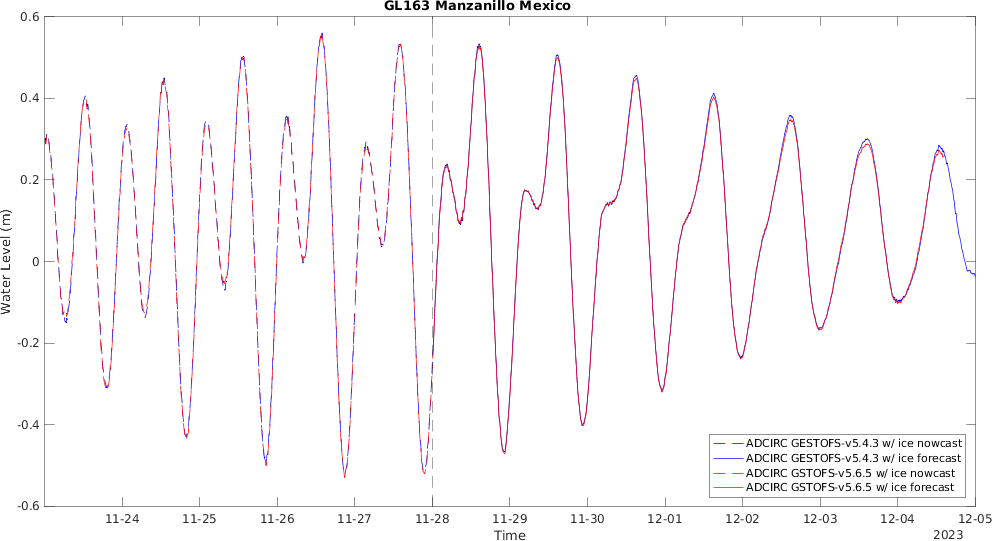 GL163 Manzanillo Mexico
0.6
0.4
0.2
0
-0.2
-0.4
-0.6
Water Level (m)
11-24 11-25 11-26 11-27 11-28 11-29 11-30 12-01 12-02 12-03 12-04 12-05
Time
2023
ADCIRC GESTOFS-v5.4.3 w/ ice nowcast
ADCIRC GESTOFS-v5.4.3 w/ ice forecast
ADCIRC GSTOFS-v5.6.5 w/ ice nowcast
ADCIRC GSTOFS-v5.6.5 w/ ice forecast